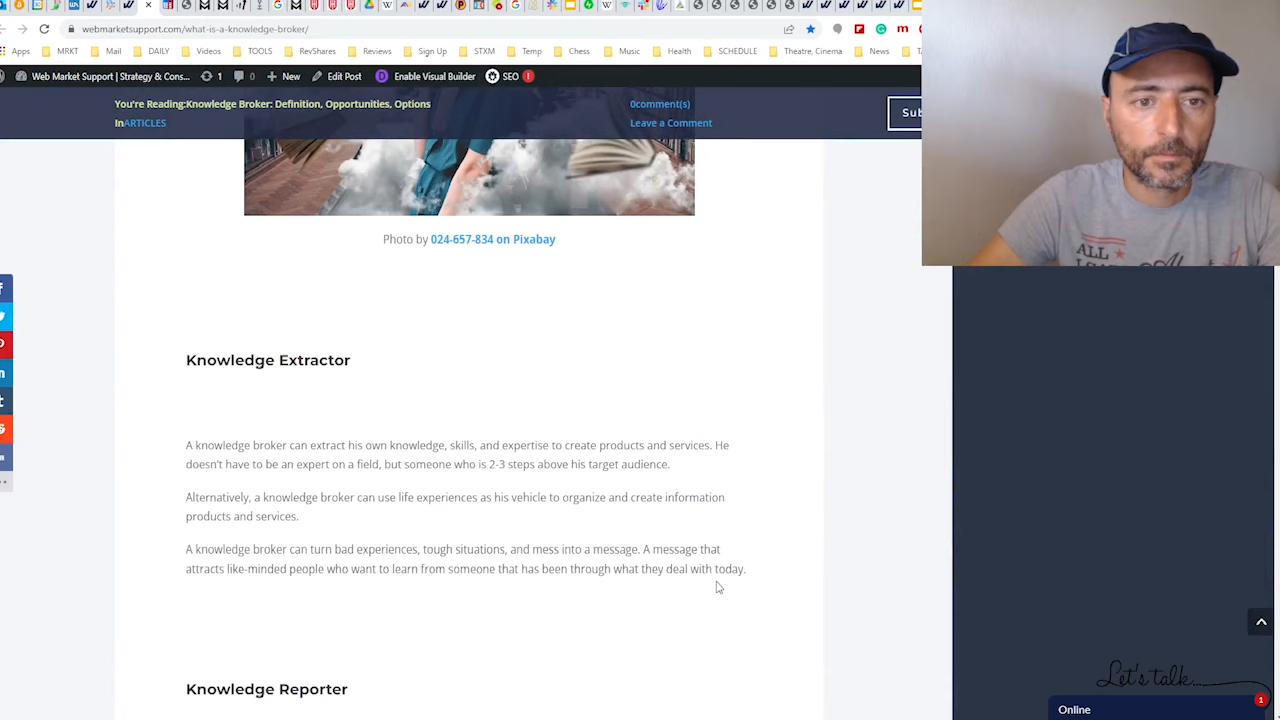 webmarketsupport.com/what-is-a-knowledge-broker/
Apps MRKT Mail DAILY Videos TOOLS RevShares Reviews Sign Up STXM Temp Chess Music Health SCHEDULE Theatre, Cinema News
Web Market Support | Strategy & Cons... 1 0 New Edit Post D Enable Visual Builder SEO !
You're Reading:Knowledge Broker: Definition, Opportunities, Options
0comment(s)
InARTICLES
Leave a Comment
Photo by 024-657-834 on Pixabay
Knowledge Extractor
A knowledge broker can extract his own knowledge, skills, and expertise to create products and services. He
doesn't have to be an expert on a field, but someone who is 2-3 steps above his target audience.
Alternatively, a knowledge broker can use life experiences as his vehicle to organize and create information
products and services.
A knowledge broker can turn bad experiences, tough situations, and mess into a message. A message that
attracts like-minded people who want to learn from someone that has been through what they deal with today.
Knowledge Reporter
ALL
Let's talk....
Online
1